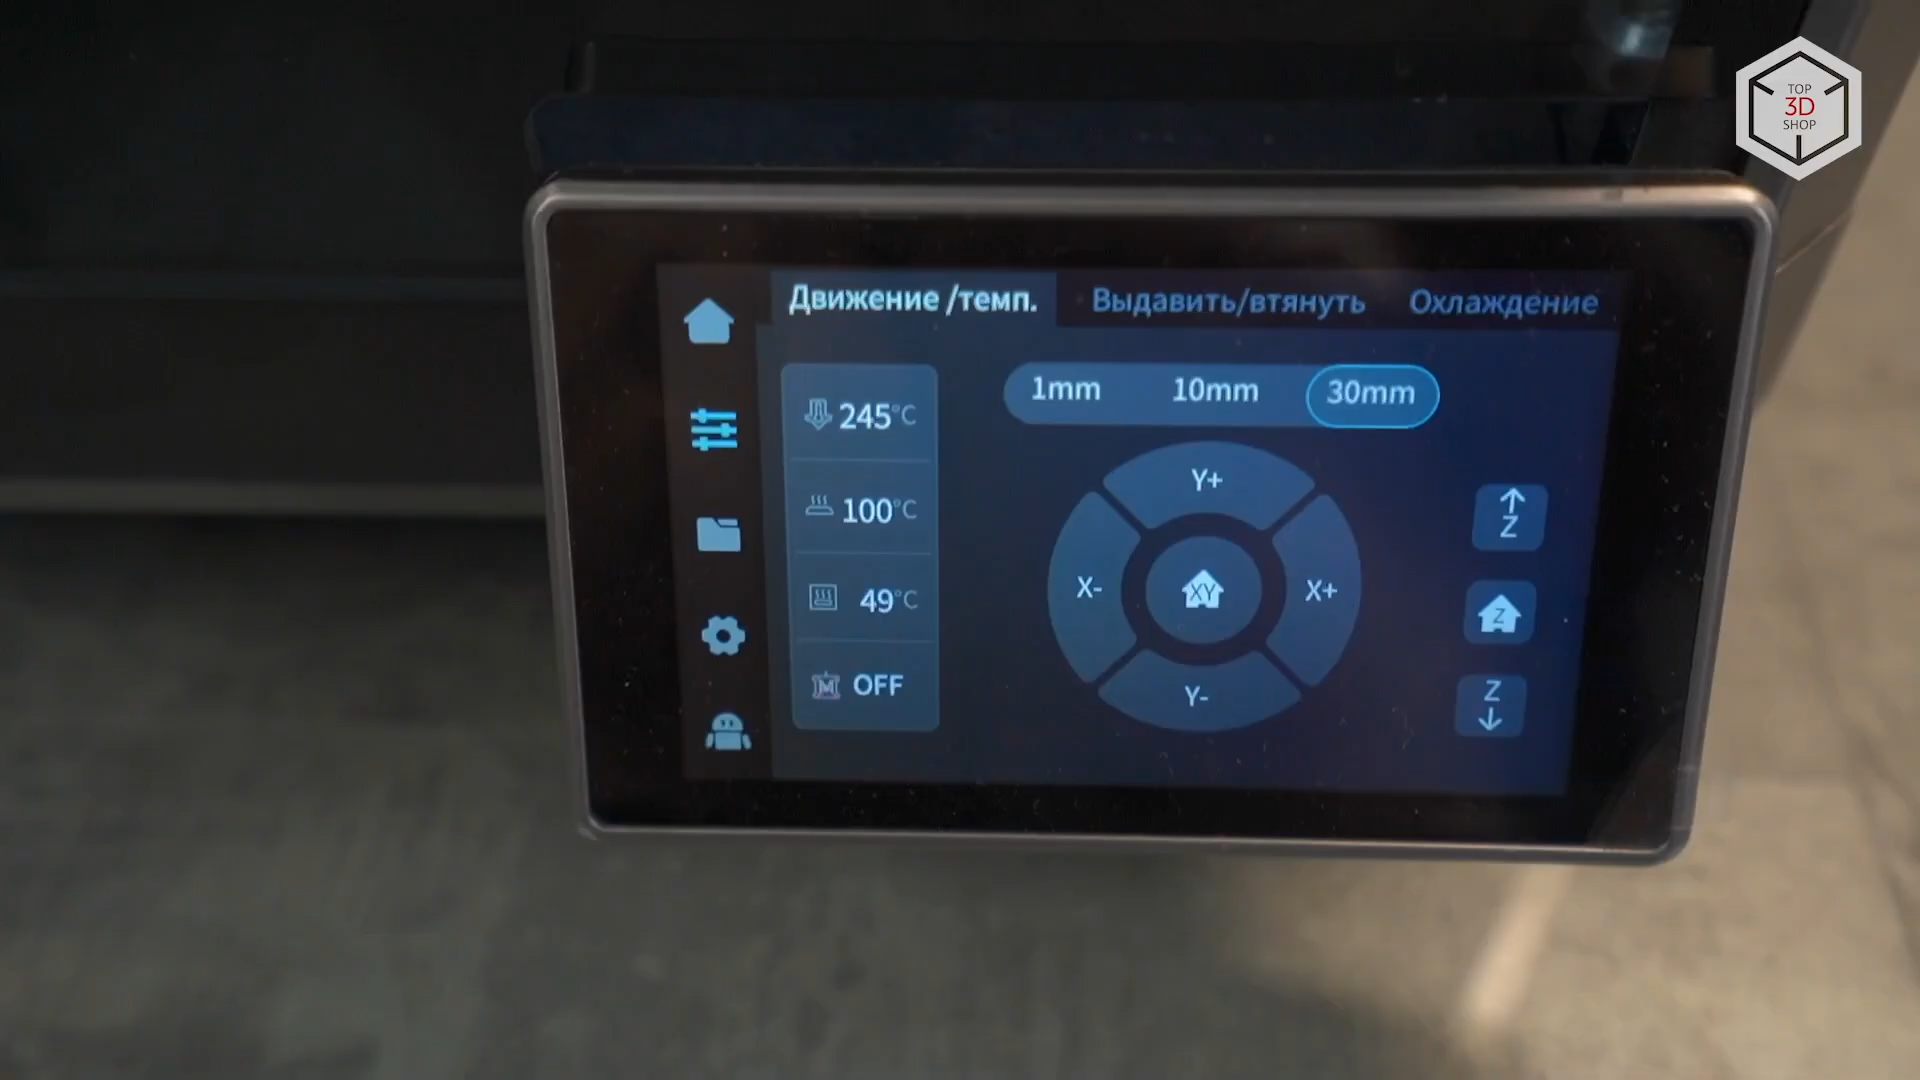 TOP
3D
SHOP
Движение /темп. Выдавить/втянуть Охлаждение
1mm 10mm 30mm
245°C
100°C
49°C
OFF
Y+
X- XY X+
Y-
Z
Z
Z